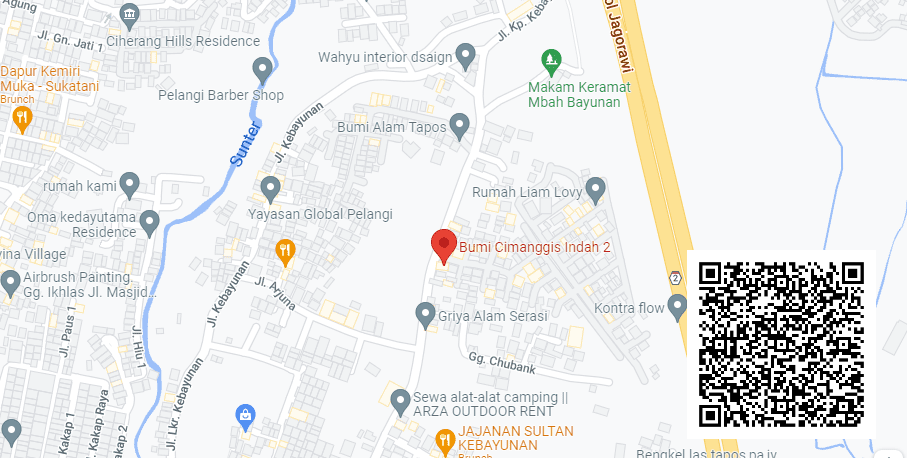 Agung
Jl. Gn. Jati 1
Ciherang Hills Residence
Wahyu interior dsaign
Jl. Kp. Keba
ol Jagorawi
Dapur Kemiri
Muka - Sukatani
Brunch
Pelangi Barber Shop
Makam Keramat
Mbah Bayunan
Jl. Kebayunan
Sunter
Bumi Alam Tapos
rumah kami
Rumah Liam Lovy
Oma kedayutama
Residence
Yayasan Global Pelangi
vina Village
Bumi Cimanggis Indah 2
Airbrush Painting.
Gg. Ikhlas Jl. Masjid...
Jl. Kebayunan
Jl. Arjuna
2
Kontra flow
Griya Alam Serasi
Jl. Paus 1
Jl. Hiu 1
Gg. Chubank
Jl. Lkr. Kebayunan
Sewa alat-alat camping ||
ARZA OUTDOOR RENT
Kakap 1
Kakap Raya
Kakap 2
JAJANAN SULTAN
KEBAYUNAN
Brunch
Bengkel las tapos pa iy